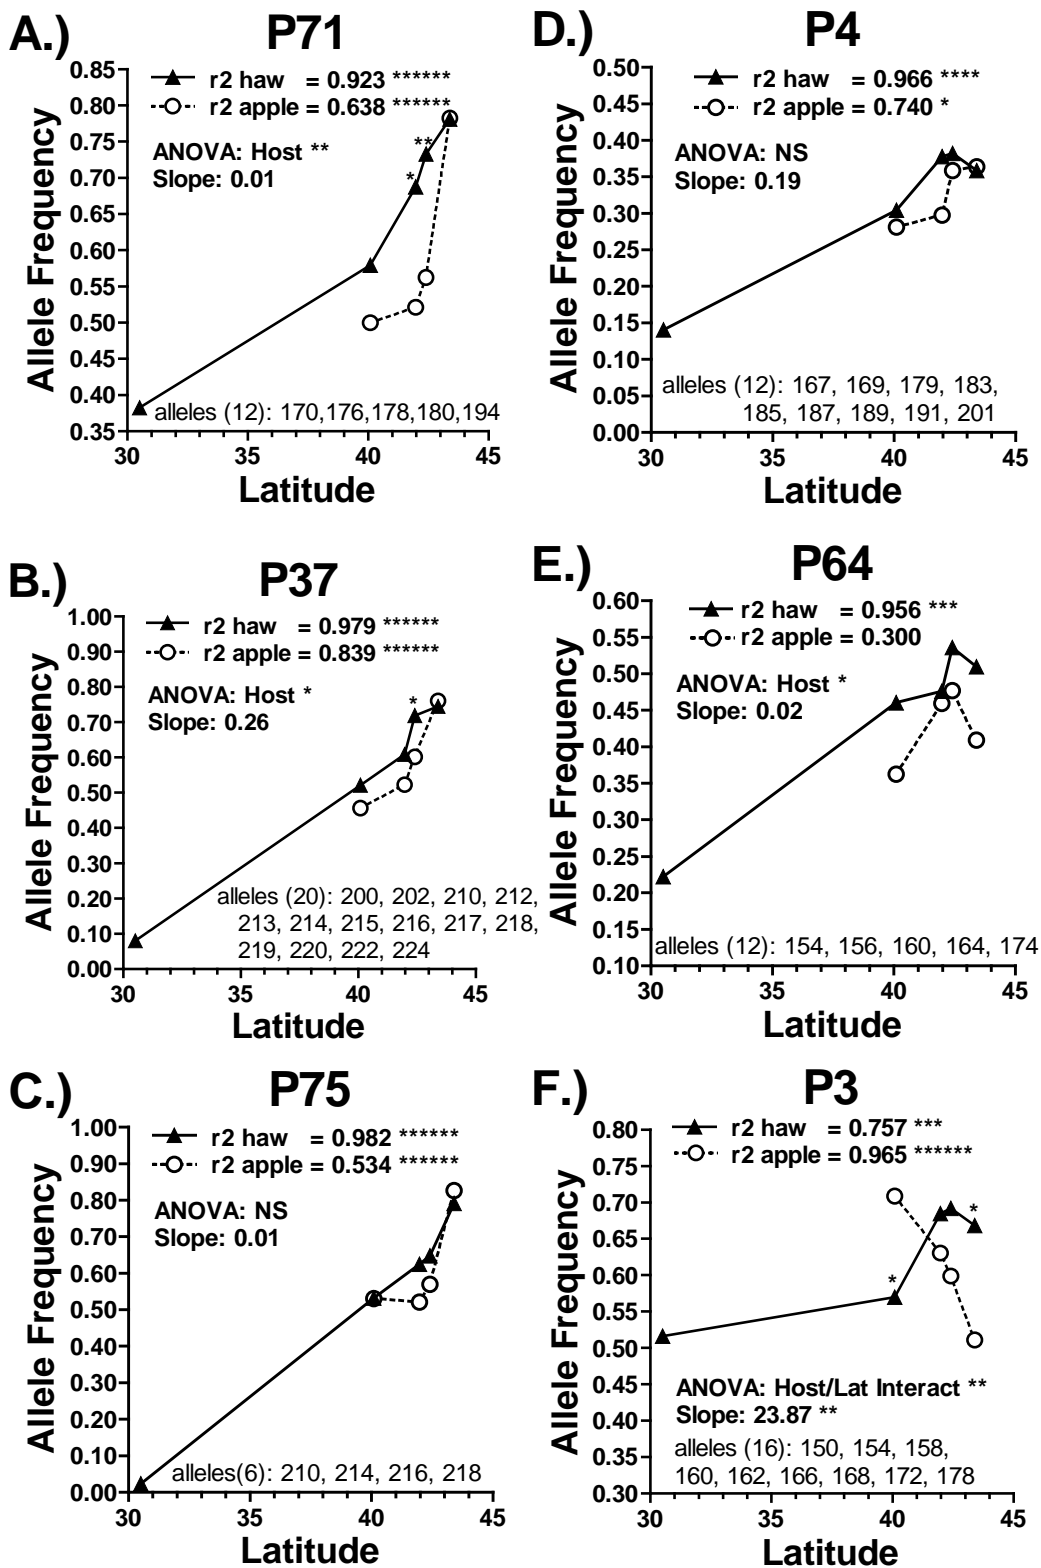 A.)
P71
r2 haw = 0.923 ******
r2 apple = 0.638 ******
ANOVA: Host **
Slope: 0.01
**
*
alleles (12): 170,176,178,180,194
Allele Frequency
0.85
0.80
0.75
0.70
0.65
0.60
0.55
0.50
0.45
0.40
0.35
30 35 40 45
Latitude
D.)
P4
r2 haw = 0.966 ****
r2 apple = 0.740 *
ANOVA: NS
Slope: 0.19
alleles (12): 167, 169, 179, 183,
185, 187, 189, 191, 201
Allele Frequency
0.50
0.45
0.40
0.35
0.30
0.25
0.20
0.15
0.10
0.05
0.00
30 35 40 45
Latitude
B.)
P37
r2 haw = 0.979 ******
r2 apple = 0.839 ******
ANOVA: Host *
Slope: 0.26
*
alleles (20): 200, 202, 210, 212,
213, 214, 215, 216, 217, 218,
219, 220, 222, 224
Allele Frequency
1.00
0.90
0.80
0.70
0.60
0.50
0.40
0.30
0.20
0.10
0.00
30 35 40 45
Latitude
E.)
P64
r2 haw = 0.956 ***
r2 apple = 0.300
ANOVA: Host *
Slope: 0.02
alleles (12): 154, 156, 160, 164, 174
Allele Frequency
0.60
0.55
0.50
0.45
0.40
0.35
0.30
0.25
0.20
0.15
0.10
30 35 40 45
Latitude
C.)
P75
r2 haw = 0.982 ******
r2 apple = 0.534 ******
ANOVA: NS
Slope: 0.01
alleles(6): 210, 214, 216, 218
Allele Frequency
1.00
0.90
0.80
0.70
0.60
0.50
0.40
0.30
0.20
0.10
0.00
30 35 40 45
Latitude
F.)
P3
r2 haw = 0.757 ***
r2 apple = 0.965 ******
*
*
ANOVA: Host/Lat Interact **
Slope: 23.87 **
alleles (16): 150, 154, 158,
160, 162, 166, 168, 172, 178
Allele Frequency
0.80
0.75
0.70
0.65
0.60
0.55
0.50
0.45
0.40
0.35
0.30
30 35 40 45
Latitude